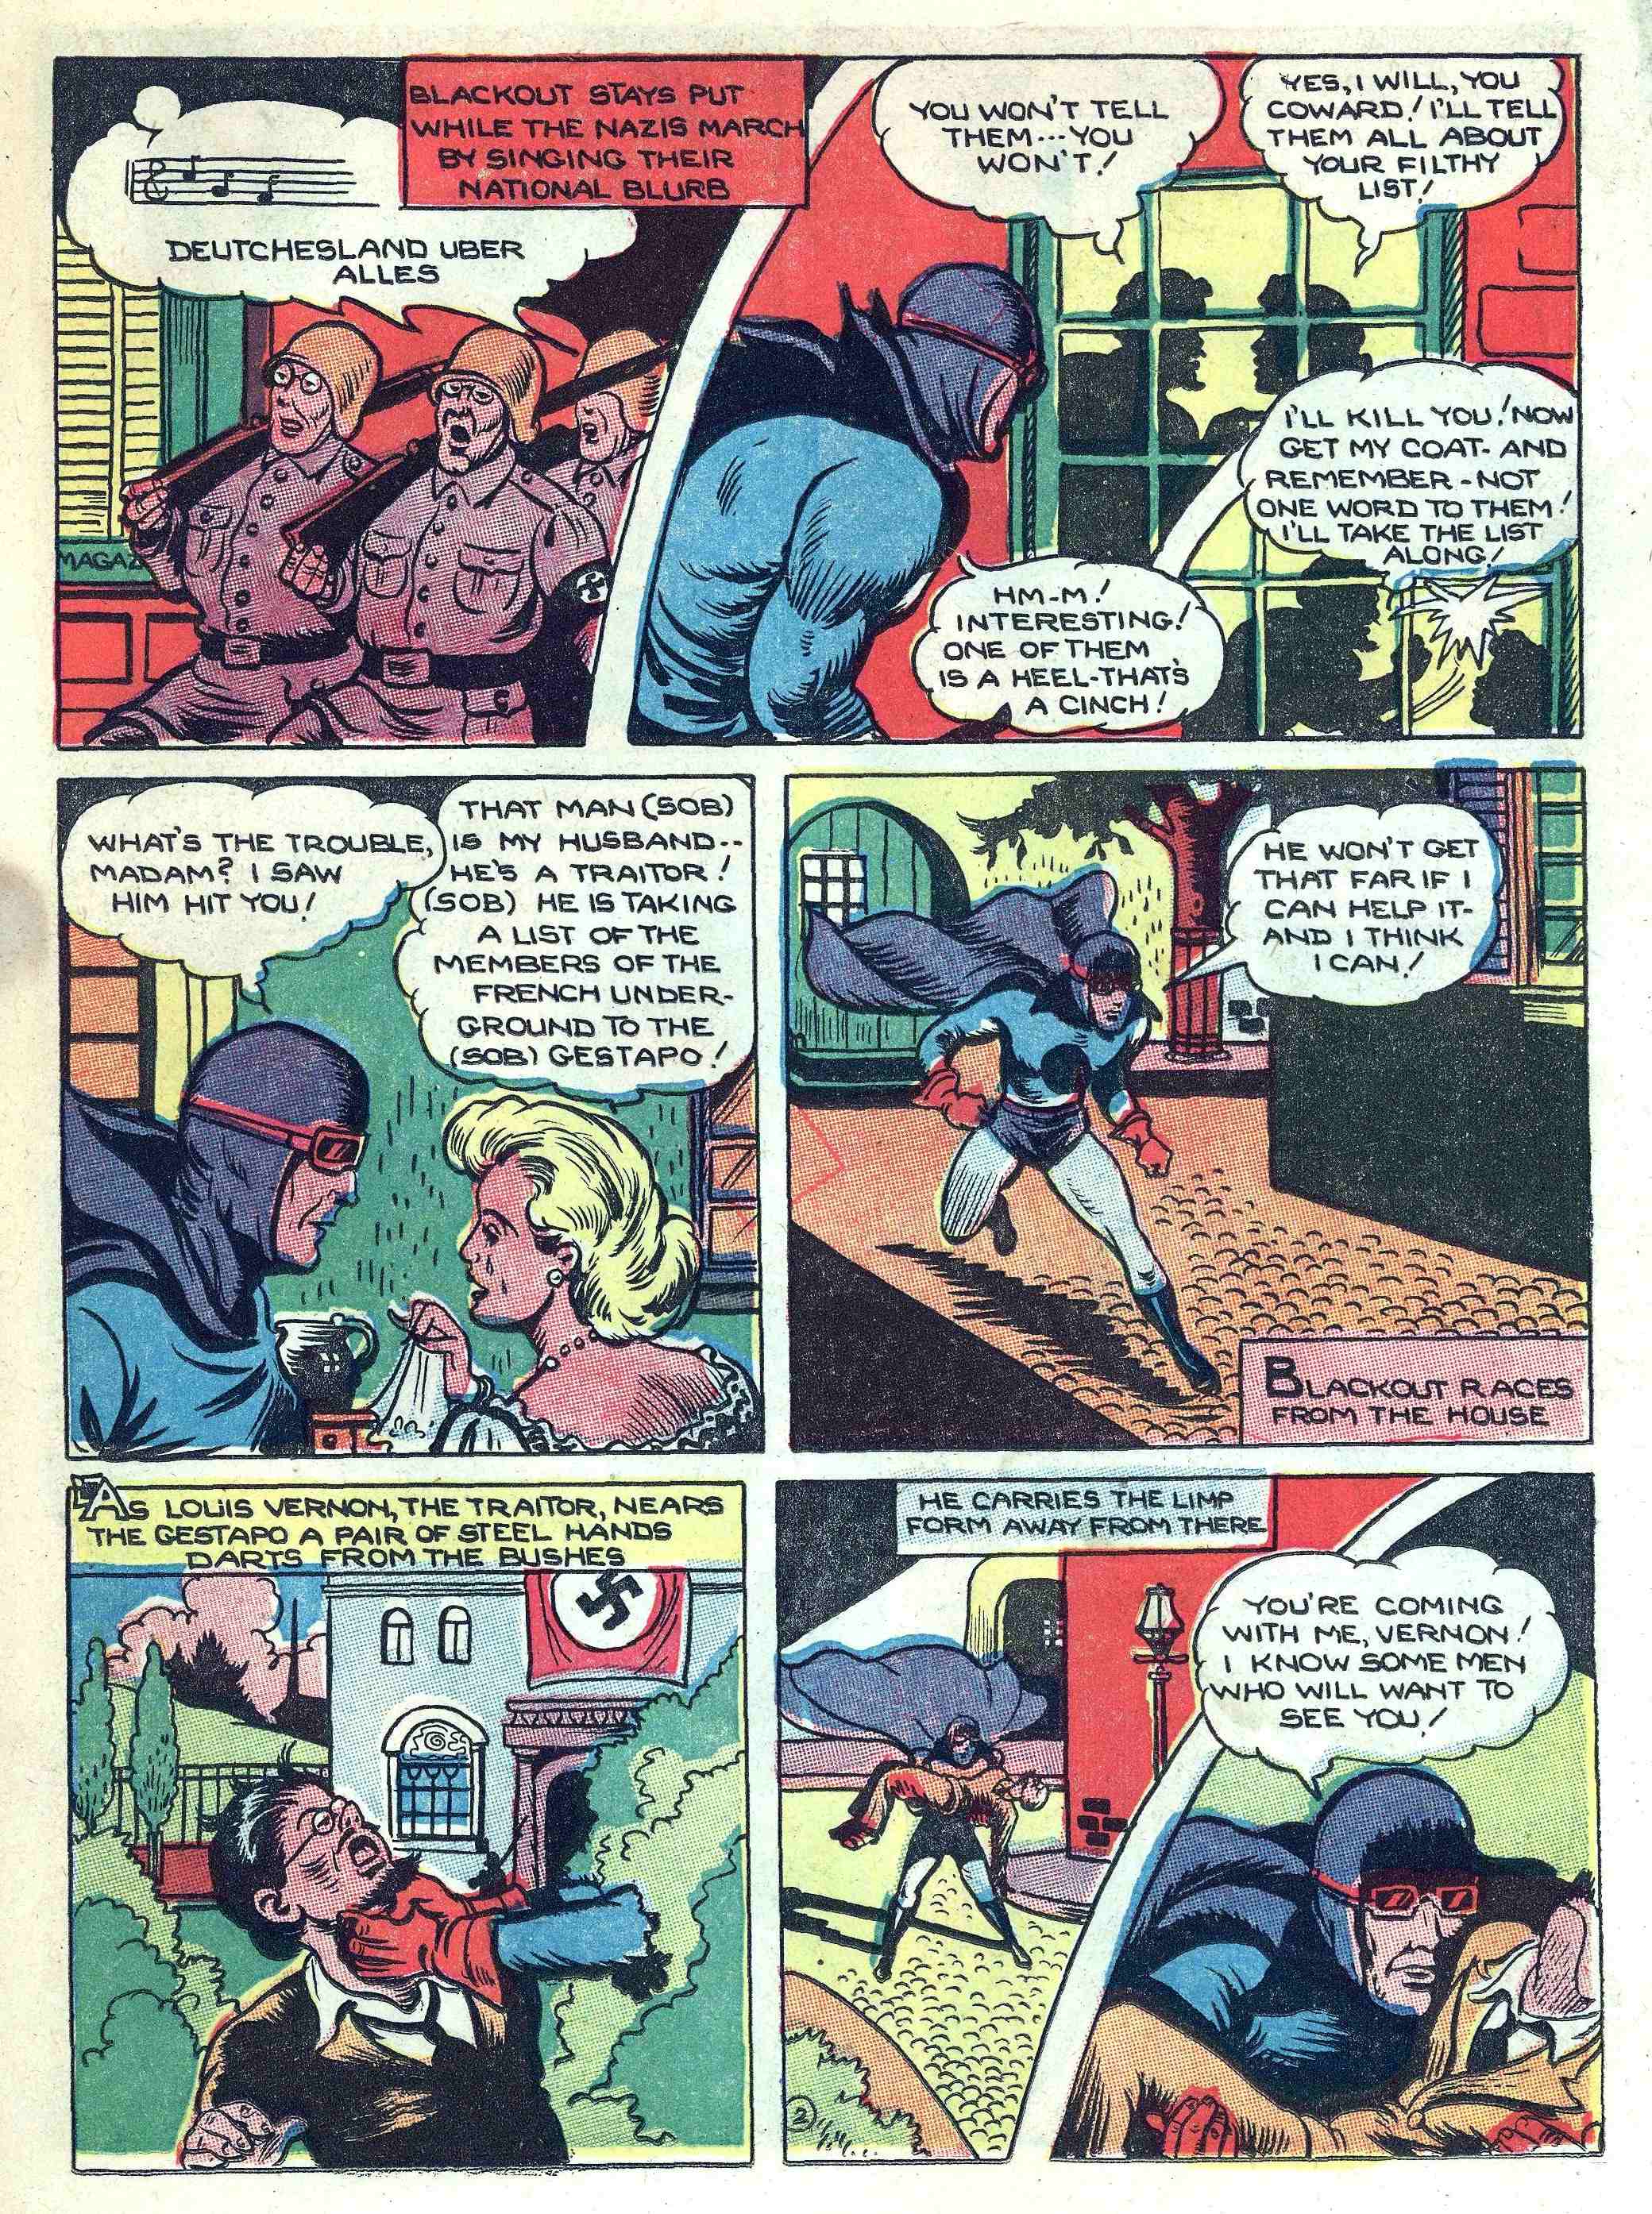 BLACKOUT STAYS PUT
WHILE THE NAZIS MARCH
BY SINGING THEIR
NATIONAL BLURB
DEUTCHESLAND UBER
ALLES
MAGAZ
YOU WON'T TELL
THEM---YOU
WON'T!
YES, I WILL, YOU
COWARD! I'LL TELL
THEM ALL ABOUT
YOUR FILTHY
LIST!
HM-M!
INTERESTING!
ONE OF THEM
IS A HEEL-THAT'S
A CINCH!
I'LL KILL YOU! NOW
GET MY COAT- AND
REMEMBER - NOT
ONE WORD TO THEM!
I'LL TAKE THE LIST
ALONG!
WHAT'S THE TROUBLE,
MADAM? I SAW
HIM HIT YOU!
THAT MAN (SOB)
IS MY HUSBAND--
HE'S A TRAITOR!
(SOB) HE IS TAKING
A LIST OF THE
MEMBERS OF THE
FRENCH UNDER-
GROUND TO THE
(SOB) GESTAPO!
HE WON'T GET
THAT FAR IF I
CAN HELP IT-
AND I THINK
I CAN!
BLACKOUT RACES
FROM THE HOUSE
AS LOUIS VERNON, THE TRAITOR, NEARS
THE GESTAPO A PAIR OF STEEL HANDS
DARTS FROM THE BUSHES
HE CARRIES THE LIMP
FORM AWAY FROM THERE
2
YOU'RE COMING
WITH ME, VERNON!
I KNOW SOME MEN
WHO WILL WANT TO
SEE YOU!